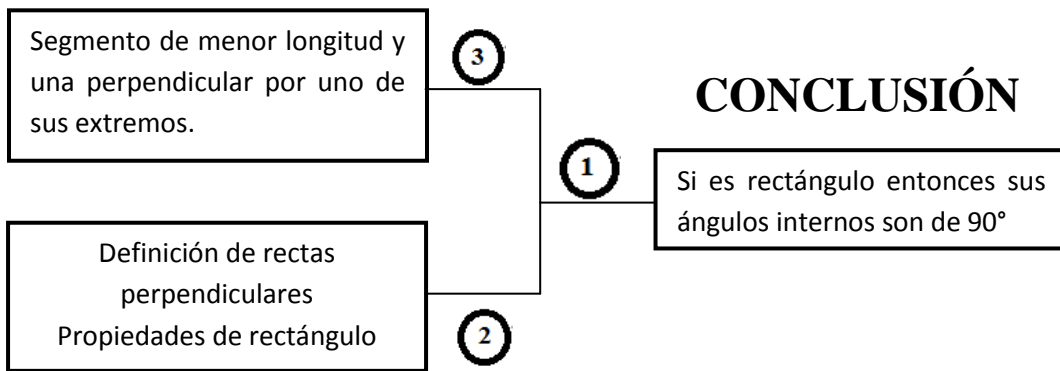 Segmento de menor longitud y
una perpendicular por uno de
sus extremos.
3
CONCLUSIÓN
1
Si es rectángulo entonces sus
ángulos internos son de 90°
Definición de rectas
perpendiculares
Propiedades de rectángulo
2